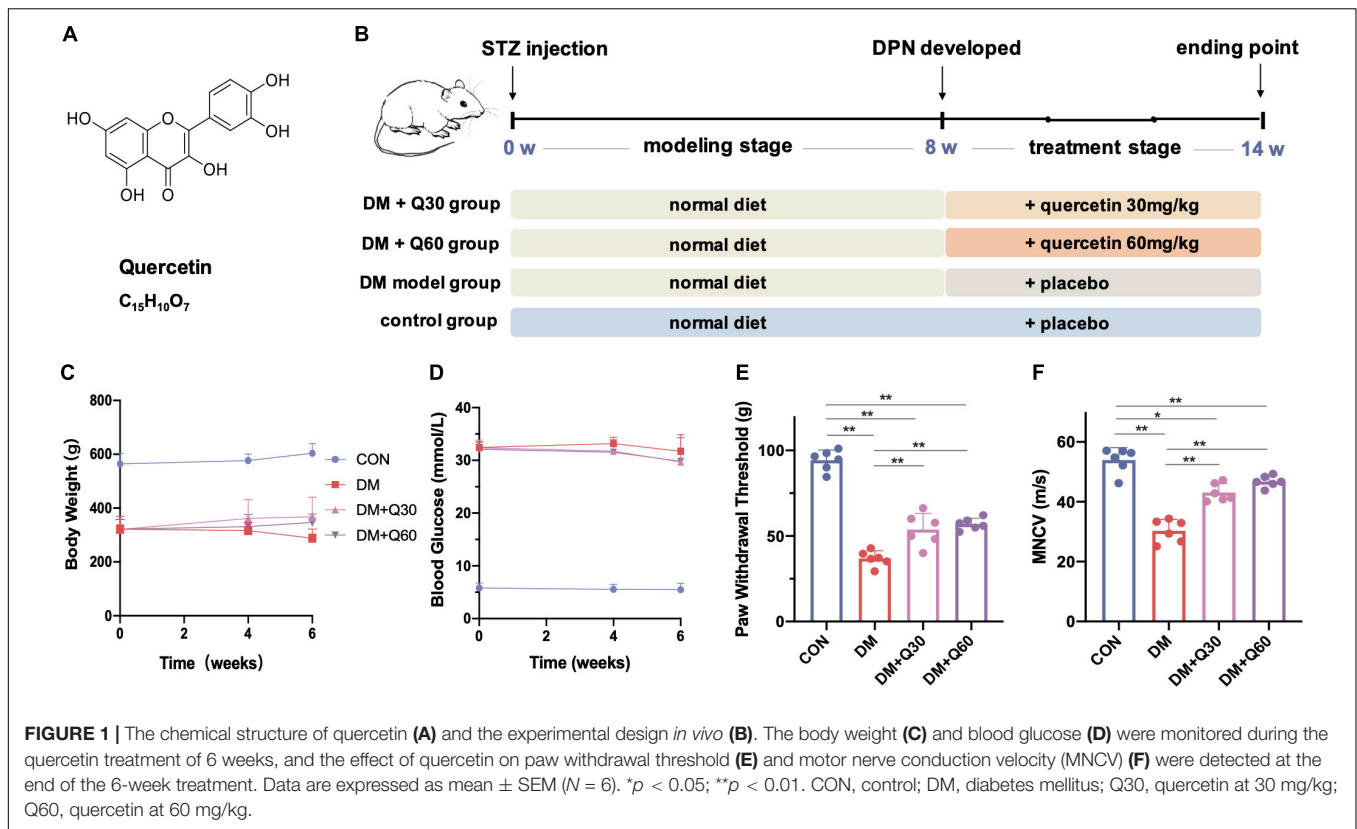 A
OH
OH
HO
O
OH
OH
O
Quercetin
C₁₅H₁₀O₇
B
STZ injection
DPN developed
ending point
0 w
modeling stage
8 w
treatment stage
14 w
DM + Q30 group
normal diet
+ quercetin 30mg/kg
DM + Q60 group
normal diet
+ quercetin 60mg/kg
DM model group
normal diet
+ placebo
control group
normal diet
+ placebo
C
Body Weight (g)
800
600
400
200
0
0 2 4 6
Time (weeks)
CON
DM
DM+Q30
DM+Q60
D
Blood Glucose (mmol/L)
40
30
20
10
0
0 2 4 6
Time (weeks)
E
Paw Withdrawal Threshold (g)
100
50
0
**
**
**
**
**
CON
DM
DM+Q30
DM+Q60
F
MNCV (m/s)
60
40
20
0
**
*
**
**
**
CON
DM
DM+Q30
DM+Q60
FIGURE 1 | The chemical structure of quercetin (A) and the experimental design in vivo (B). The body weight (C) and blood glucose (D) were monitored during the
quercetin treatment of 6 weeks, and the effect of quercetin on paw withdrawal threshold (E) and motor nerve conduction velocity (MNCV) (F) were detected at the
end of the 6-week treatment. Data are expressed as mean ± SEM (N = 6). *p < 0.05; **p < 0.01. CON, control; DM, diabetes mellitus; Q30, quercetin at 30 mg/kg;
Q60, quercetin at 60 mg/kg.